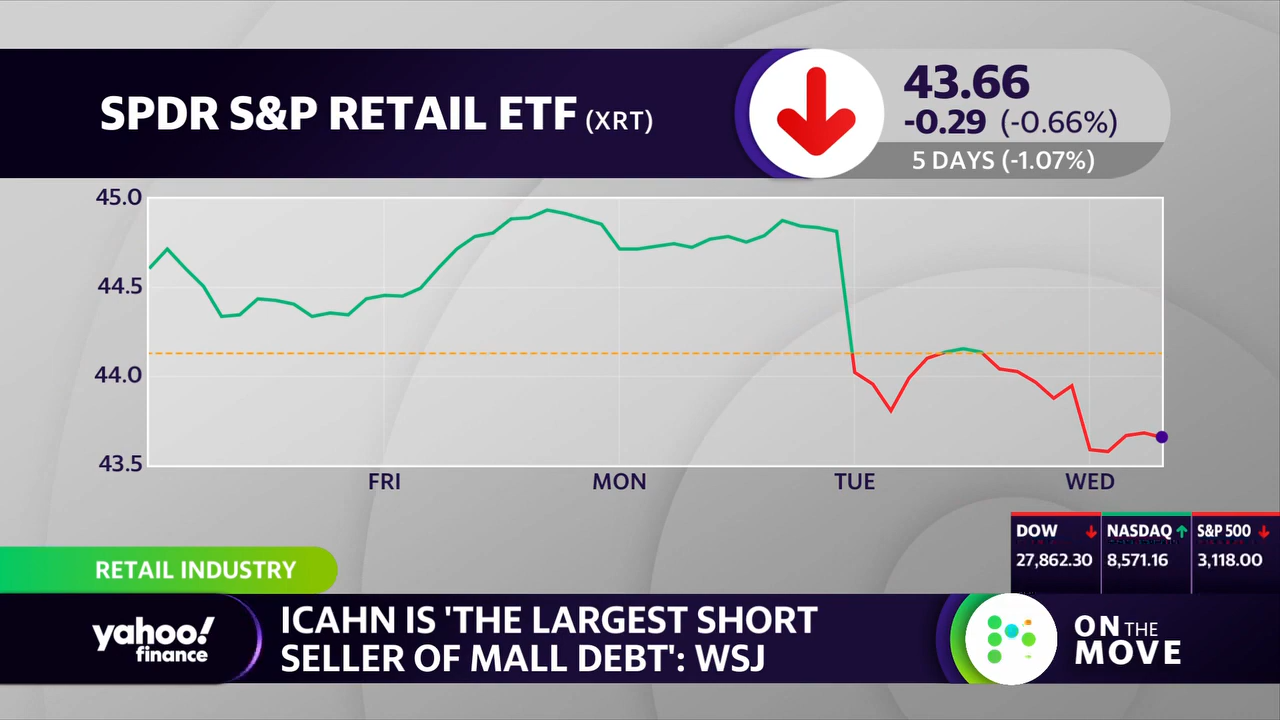 SPDR S&P RETAIL ETF (XRT)
43.66
-0.29 (-0.66%)
5 DAYS (-1.07%)
45.0
44.5
44.0
43.5
FRI MON TUE WED
DOW NASDAQ S&P 500
27,862.30 8,571.16 3,118.00
RETAIL INDUSTRY
yahoo!
finance
ICAHN IS 'THE LARGEST SHORT
SELLER OF MALL DEBT': WSJ
ON THE
MOVE